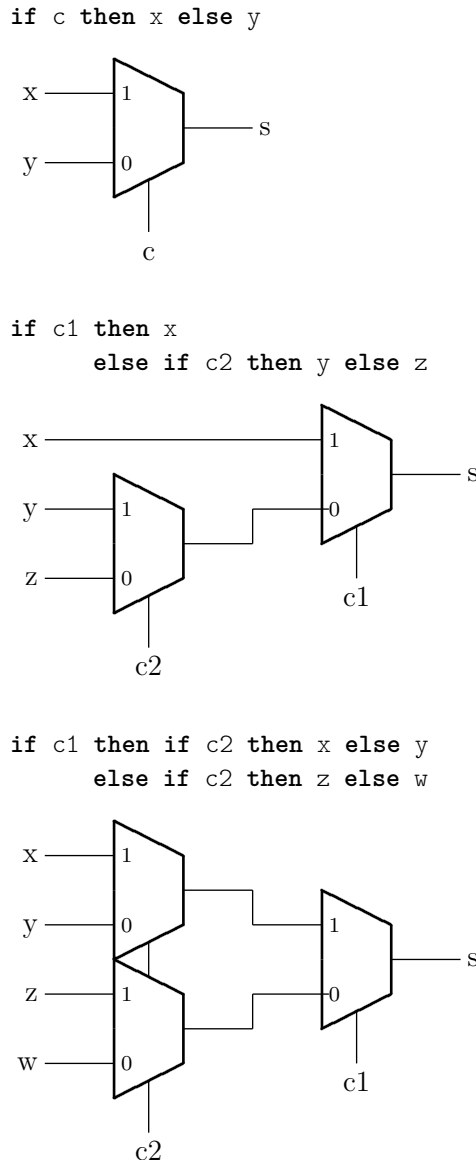 if c then x else y
x 1
s
y 0
c
if c1 then x
else if c2 then y else z
x 1
s
y 1 0
z 0
c1
c2
if c1 then if c2 then x else y
else if c2 then z else w
x 1
y 0 1
s
z 1 0
w 0
c1
c2